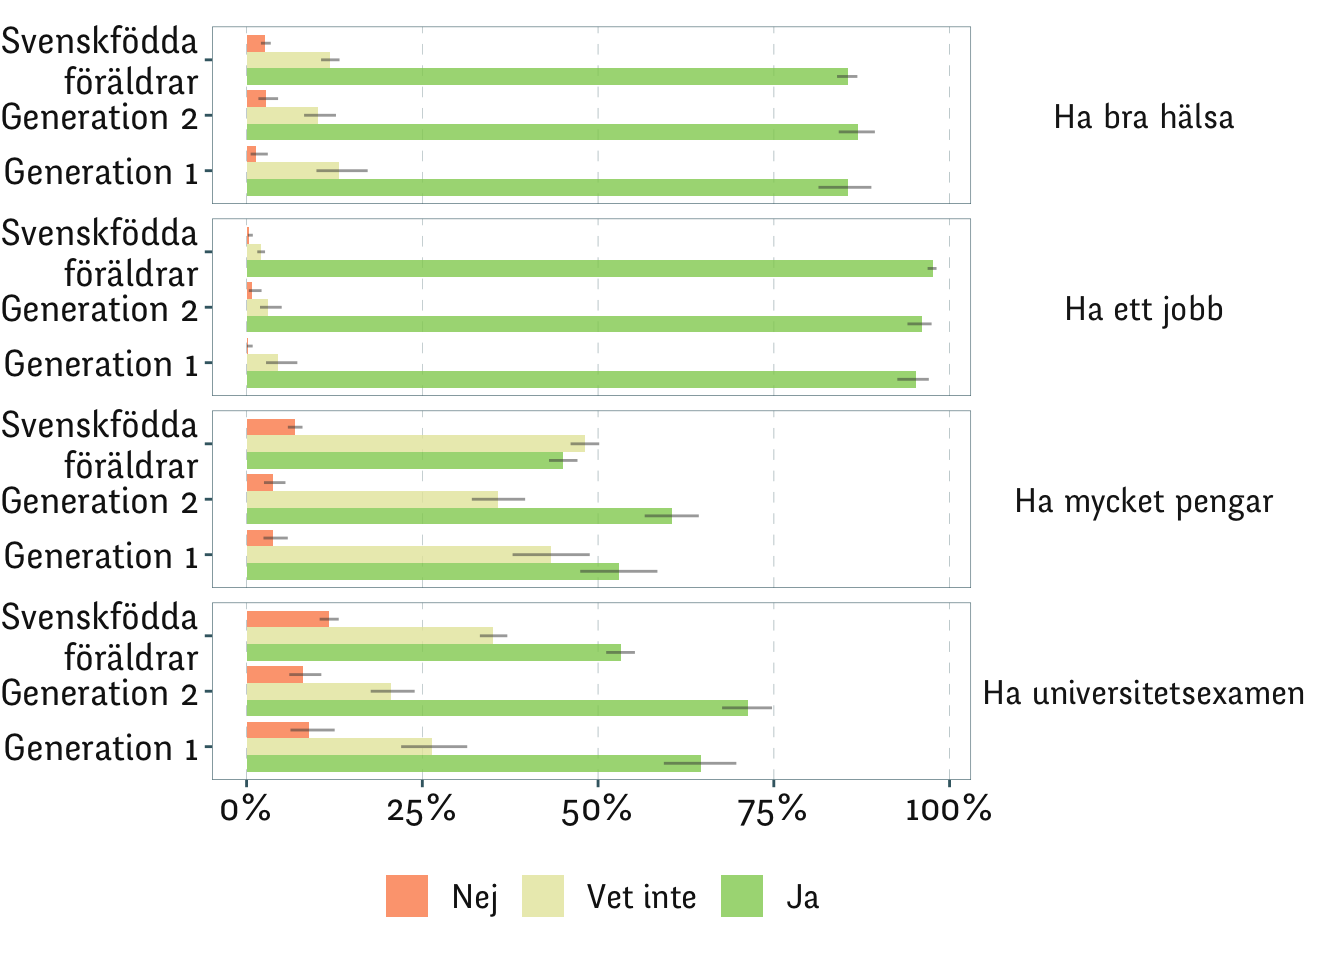 Svenskfödda
föräldrar
Generation 2
Generation 1
Ha bra hälsa
Svenskfödda
föräldrar
Generation 2
Generation 1
Ha ett jobb
Svenskfödda
föräldrar
Generation 2
Generation 1
Ha mycket pengar
Svenskfödda
föräldrar
Generation 2
Generation 1
Ha universitetsexamen
0% 25% 50% 75% 100%
Nej Vet inte Ja